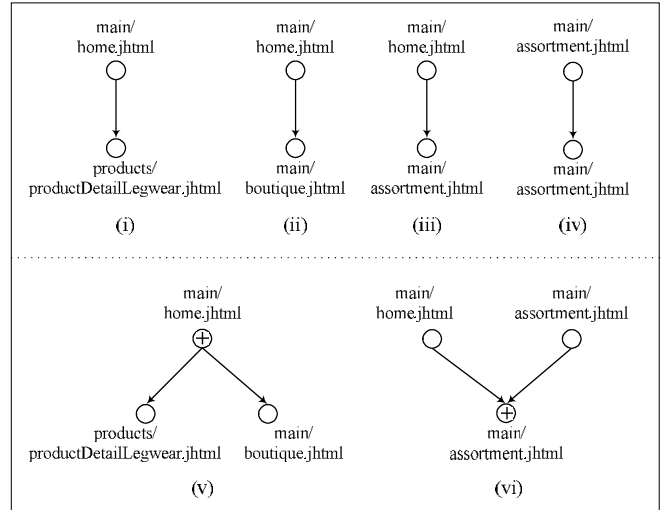 main/
home.jhtml
main/
home.jhtml
main/
home.jhtml
main/
assortment.jhtml
products/
productDetailLegwear.jhtml
main/
boutique.jhtml
main/
assortment.jhtml
main/
assortment.jhtml
(i)
(ii)
(iii)
(iv)
main/
home.jhtml
main/
home.jhtml
main/
assortment.jhtml
products/
productDetailLegwear.jhtml
main/
boutique.jhtml
main/
assortment.jhtml
(v)
(vi)